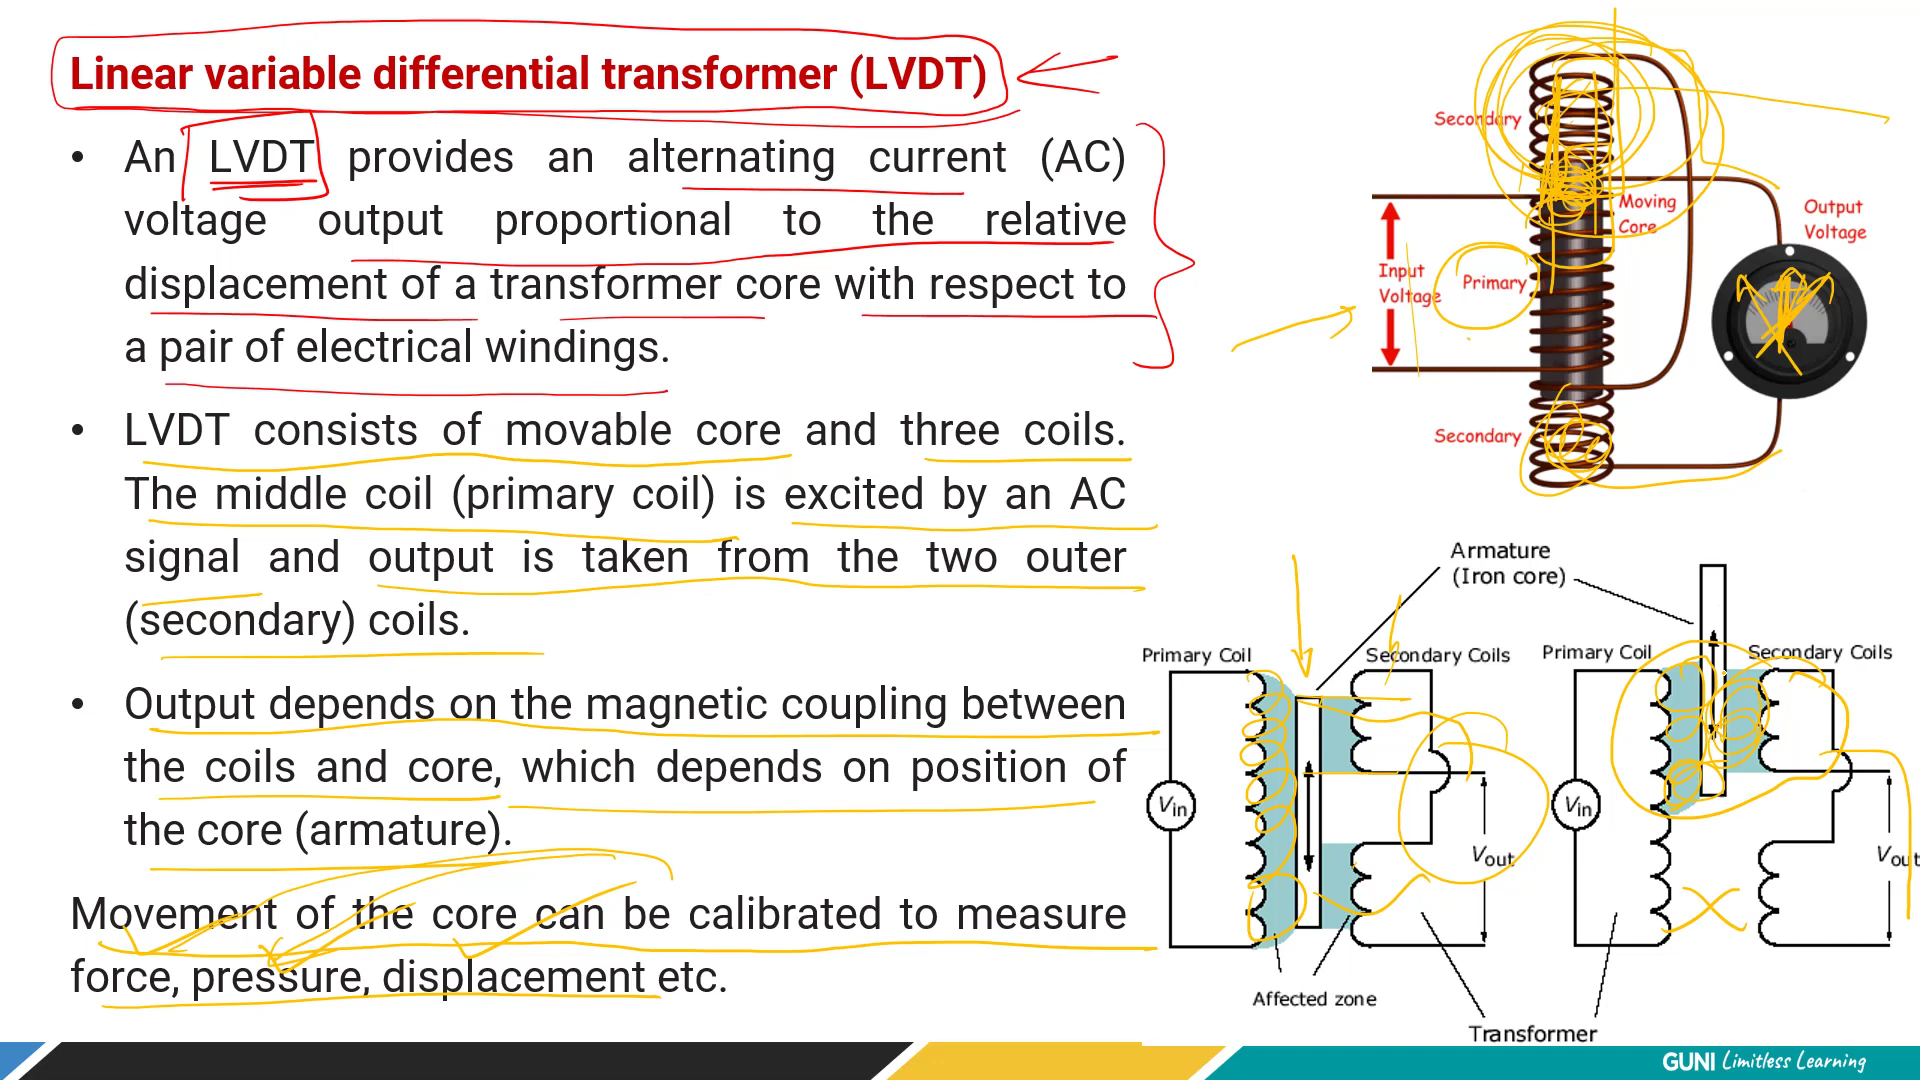 Linear variable differential transformer (LVDT)
• An LVDT provides an alternating current (AC)
voltage output proportional to the relative
displacement of a transformer core with respect to
a pair of electrical windings.
• LVDT consists of movable core and three coils.
The middle coil (primary coil) is excited by an AC
signal and output is taken from the two outer
(secondary) coils.
• Output depends on the magnetic coupling between
the coils and core, which depends on position of
the core (armature).
Movement of the core can be calibrated to measure
force, pressure, displacement etc.
Secondary
Moving
Core
Output
Voltage
Input
Voltage
Primary
Secondary
Armature
(Iron core)
Primary Coil
Secondary Coils
Primary Coil
Secondary Coils
Vin
Vout
Vin
Vout
Affected zone
Transformer
GUNI Limitless Learning